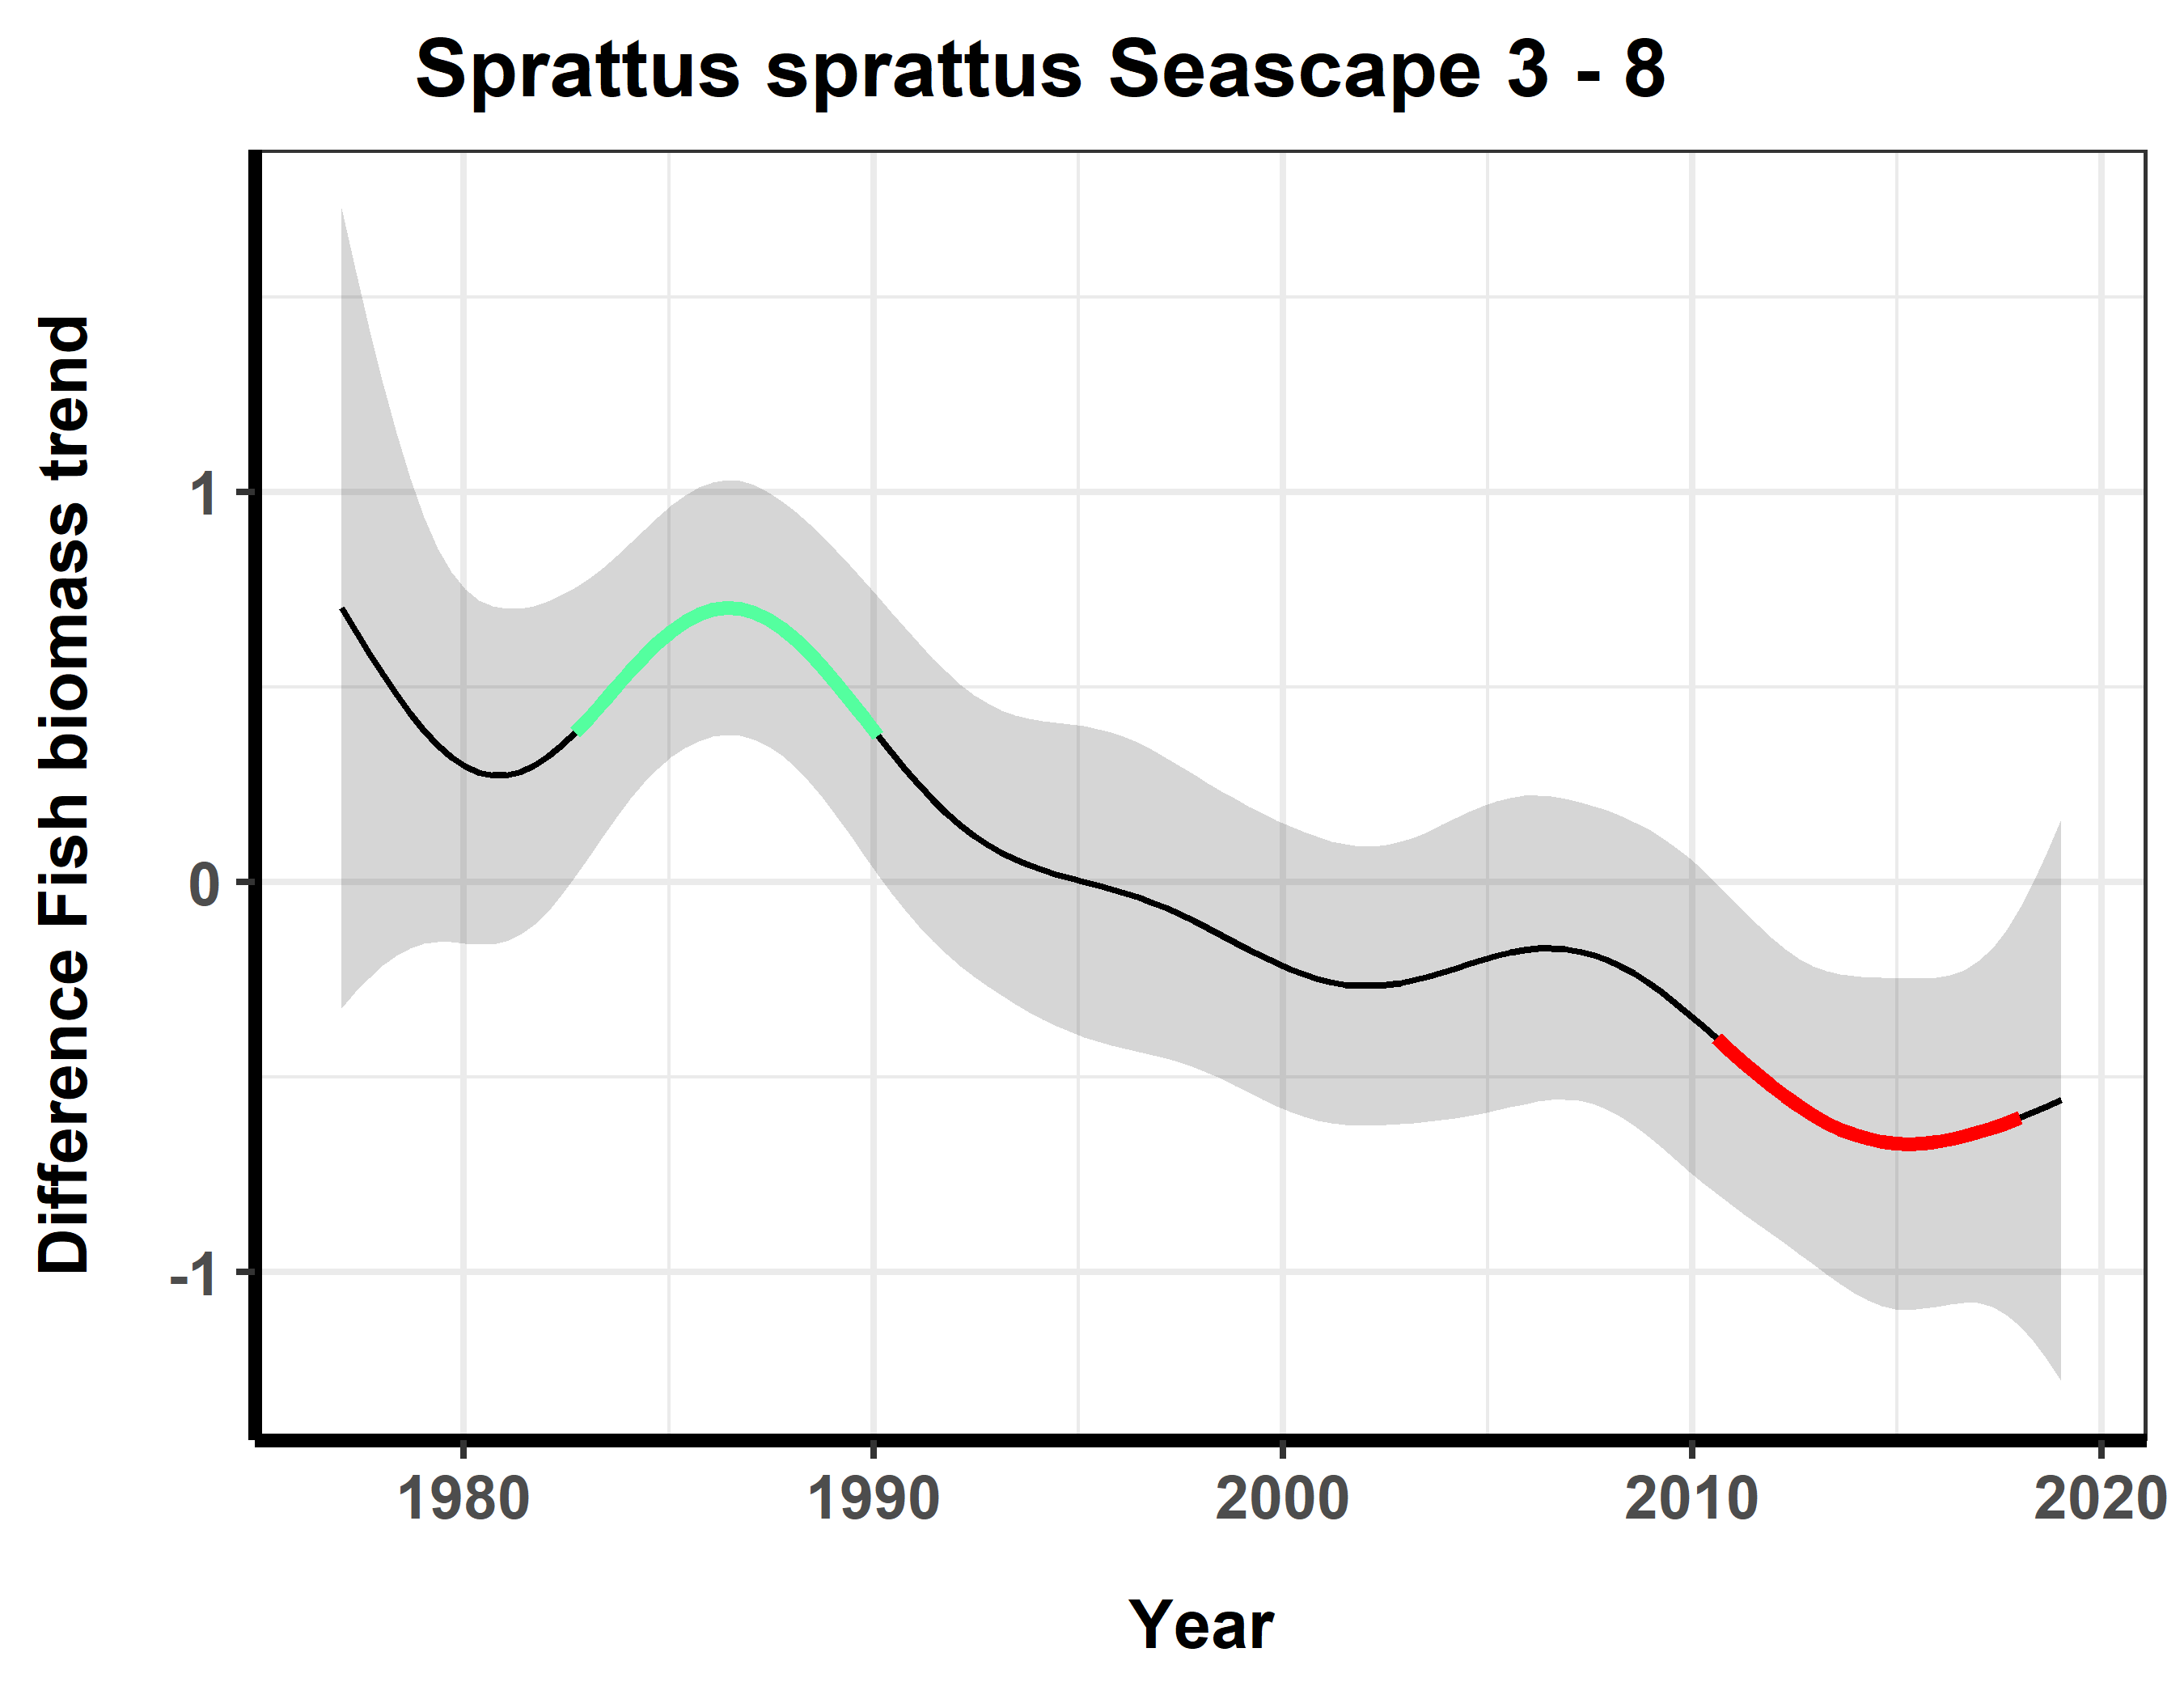 Sprattus sprattus Seascape 3 - 8
Difference Fish biomass trend
1
0
-1
1980 1990 2000 2010 2020
Year